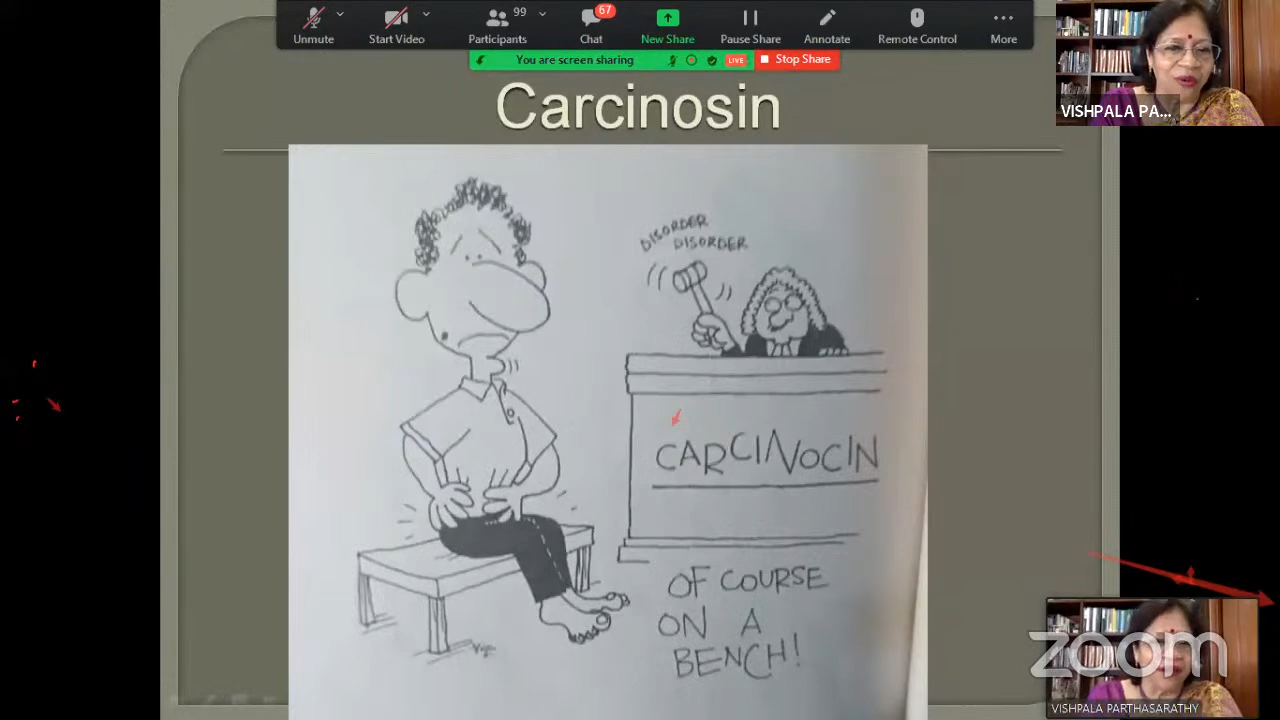 99
67
Unmute
Start Video
Participants
Chat
New Share
Pause Share
Annotate
Remote Control
More
You are screen sharing
LIVE
Stop Share
VISHPALA PA...
Carcinosin
DISORDER
DISORDER
CARCINOCIN
OF COURSE
ON A
BENCH!
zoom
VISHPALA PARTHASARATHY